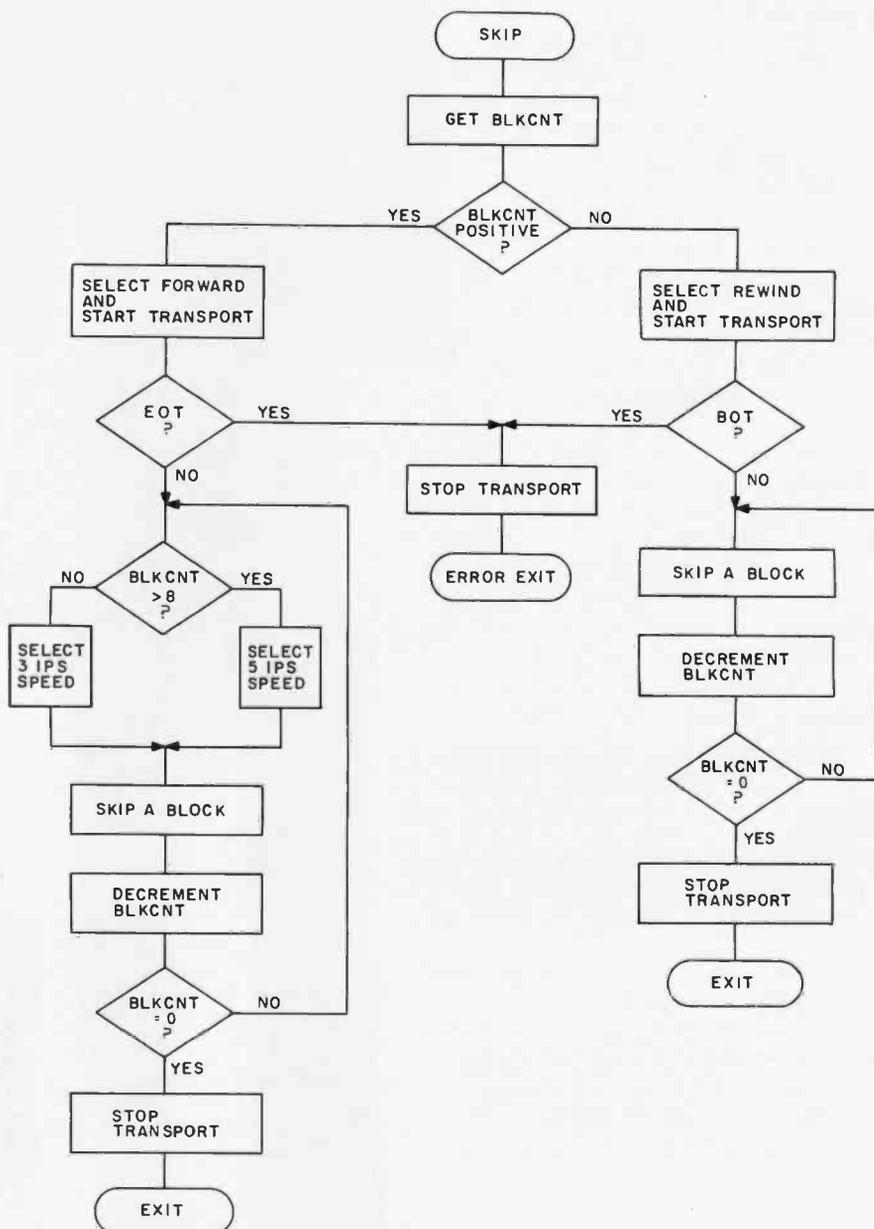 SKIP
GET BLKCNT
BLKCNT
POSITIVE
?
YES
NO
SELECT FORWARD
AND
START TRANSPORT
SELECT REWIND
AND
START TRANSPORT
EOT
?
YES
YES
BOT
?
NO
NO
STOP TRANSPORT
ERROR EXIT
BLKCNT
>8
?
NO
YES
SELECT
3 IPS
SPEED
SELECT
5 IPS
SPEED
SKIP A BLOCK
DECREMENT
BLKCNT
BLKCNT
=0
?
NO
YES
STOP
TRANSPORT
EXIT
SKIP A BLOCK
DECREMENT
BLKCNT
BLKCNT
=0
?
NO
YES
STOP
TRANSPORT
EXIT